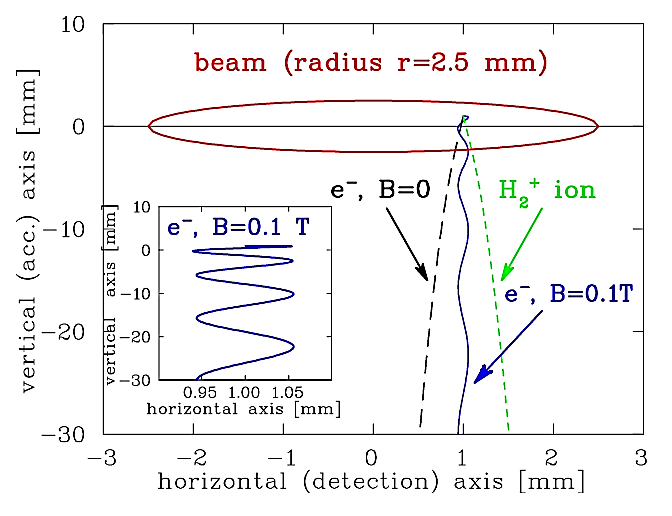 beam (radius r=2.5 mm)
e⁻, B=0
H₂⁺ ion
e⁻, B=0.1T
vertical (acc.) axis [mm]
10
0
−10
−20
−30
−3
−2
−1
0
1
2
3
horizontal (detection) axis [mm]
e⁻, B=0.1 T
vertical axis [mm]
10
0
−10
−20
−30
0.95
1.00
1.05
horizontal axis [mm]